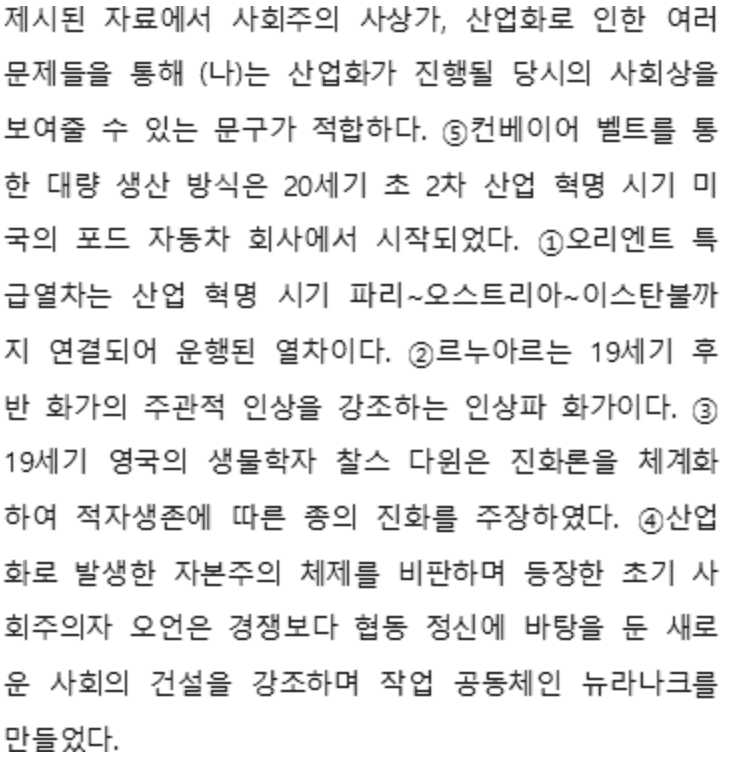 제시된 자료에서 사회주의 사상가, 산업화로 인한 여러
문제들을 통해 (나)는 산업화가 진행될 당시의 사회상을
보여줄 수 있는 문구가 적합하다. ⑤컨베이어 벨트를 통
한 대량 생산 방식은 20세기 초 2차 산업 혁명 시기 미
국의 포드 자동차 회사에서 시작되었다. ①오리엔트 특
급열차는 산업 혁명 시기 파리~오스트리아~이스탄불까
지 연결되어 운행된 열차이다. ②르누아르는 19세기 후
반 화가의 주관적 인상을 강조하는 인상파 화가이다. ③
19세기 영국의 생물학자 찰스 다윈은 진화론을 체계화
하여 적자생존에 따른 종의 진화를 주장하였다. ④산업
화로 발생한 자본주의 체제를 비판하며 등장한 초기 사
회주의자 오언은 경쟁보다 협동 정신에 바탕을 둔 새로
운 사회의 건설을 강조하며 작업 공동체인 뉴라나크를
만들었다.